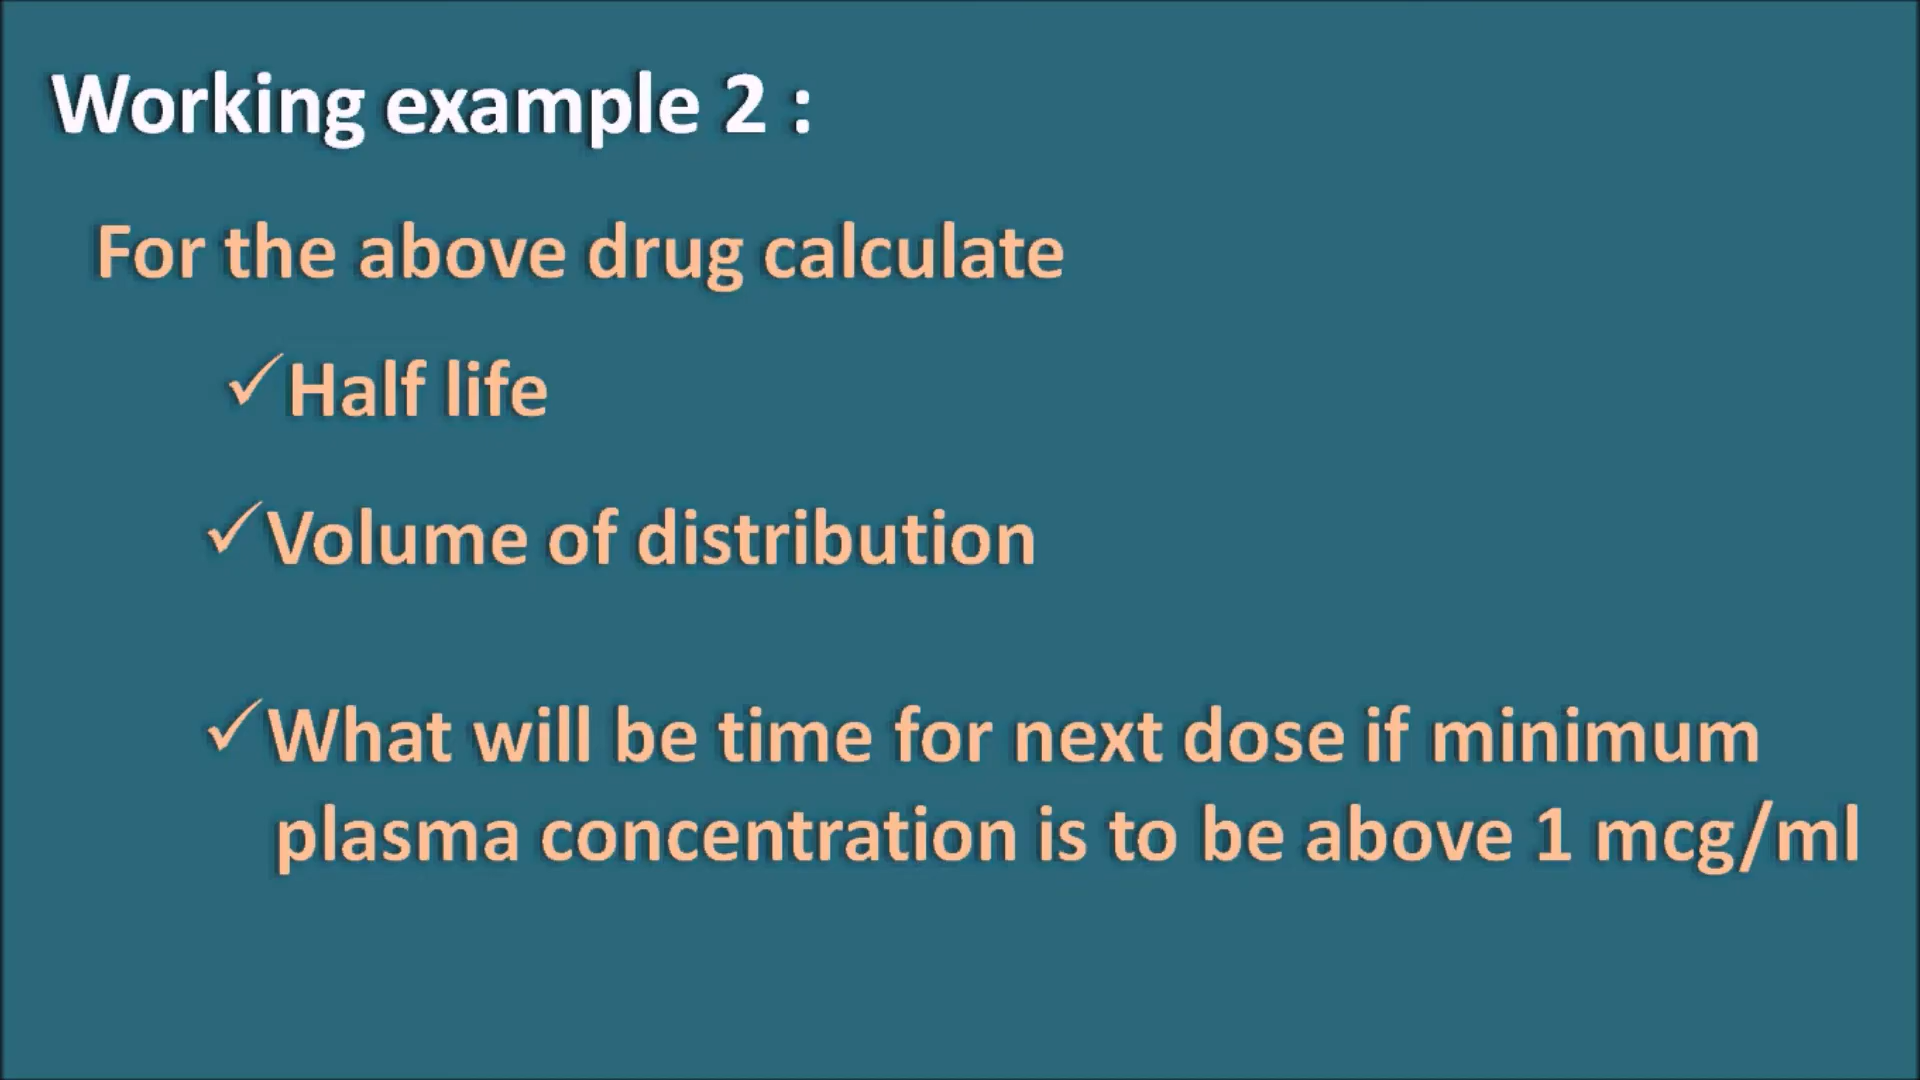 Working example 2 :
For the above drug calculate
✓Half life
✓Volume of distribution
✓What will be time for next dose if minimum
plasma concentration is to be above 1 mcg/ml